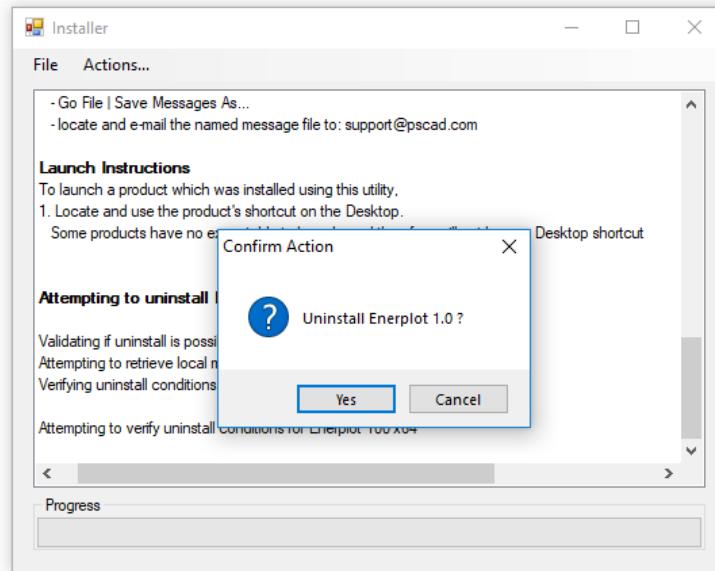 Installer
File Actions...
- Go File | Save Messages As...
- locate and e-mail the named message file to: support@pscad.com
Launch Instructions
To launch a product which was installed using this utility,
1. Locate and use the product's shortcut on the Desktop.
Some products have no Desktop shortcut
Confirm Action
Attempting to uninstall
Uninstall Enerplot 1.0 ?
Validating if uninstall is
Attempting to retrieve local
Verifying uninstall conditions
Yes Cancel
Attempting to verify uninstall conditions for Enerplot 100 x64
Progress